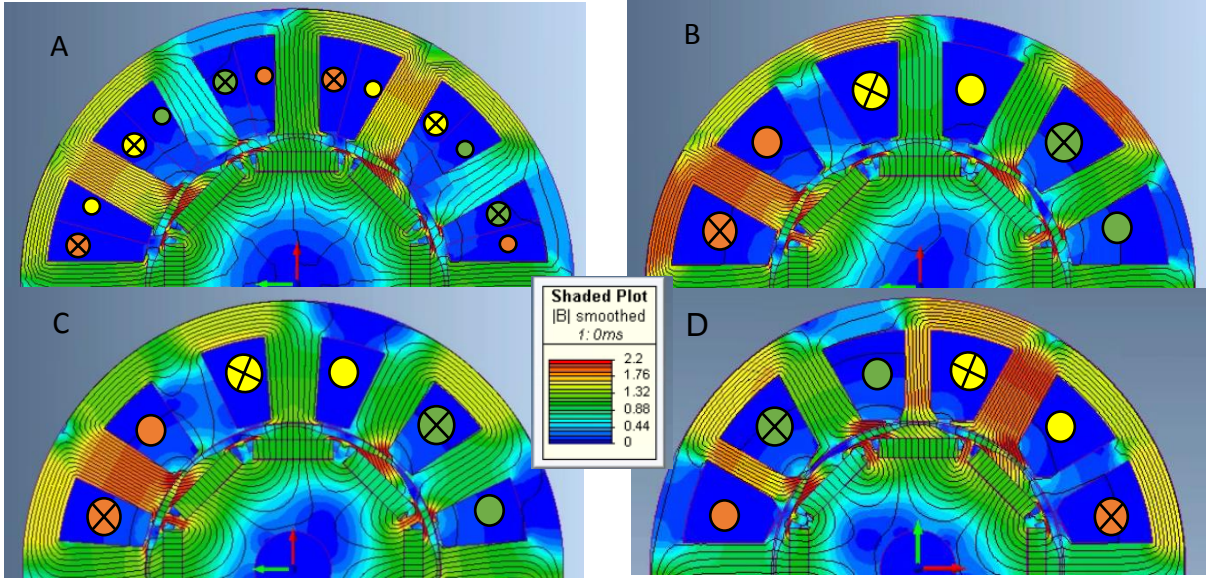 A
B
C
D
Shaded Plot
|B| smoothed
1: 0ms
2.2
1.76
1.32
0.88
0.44
0